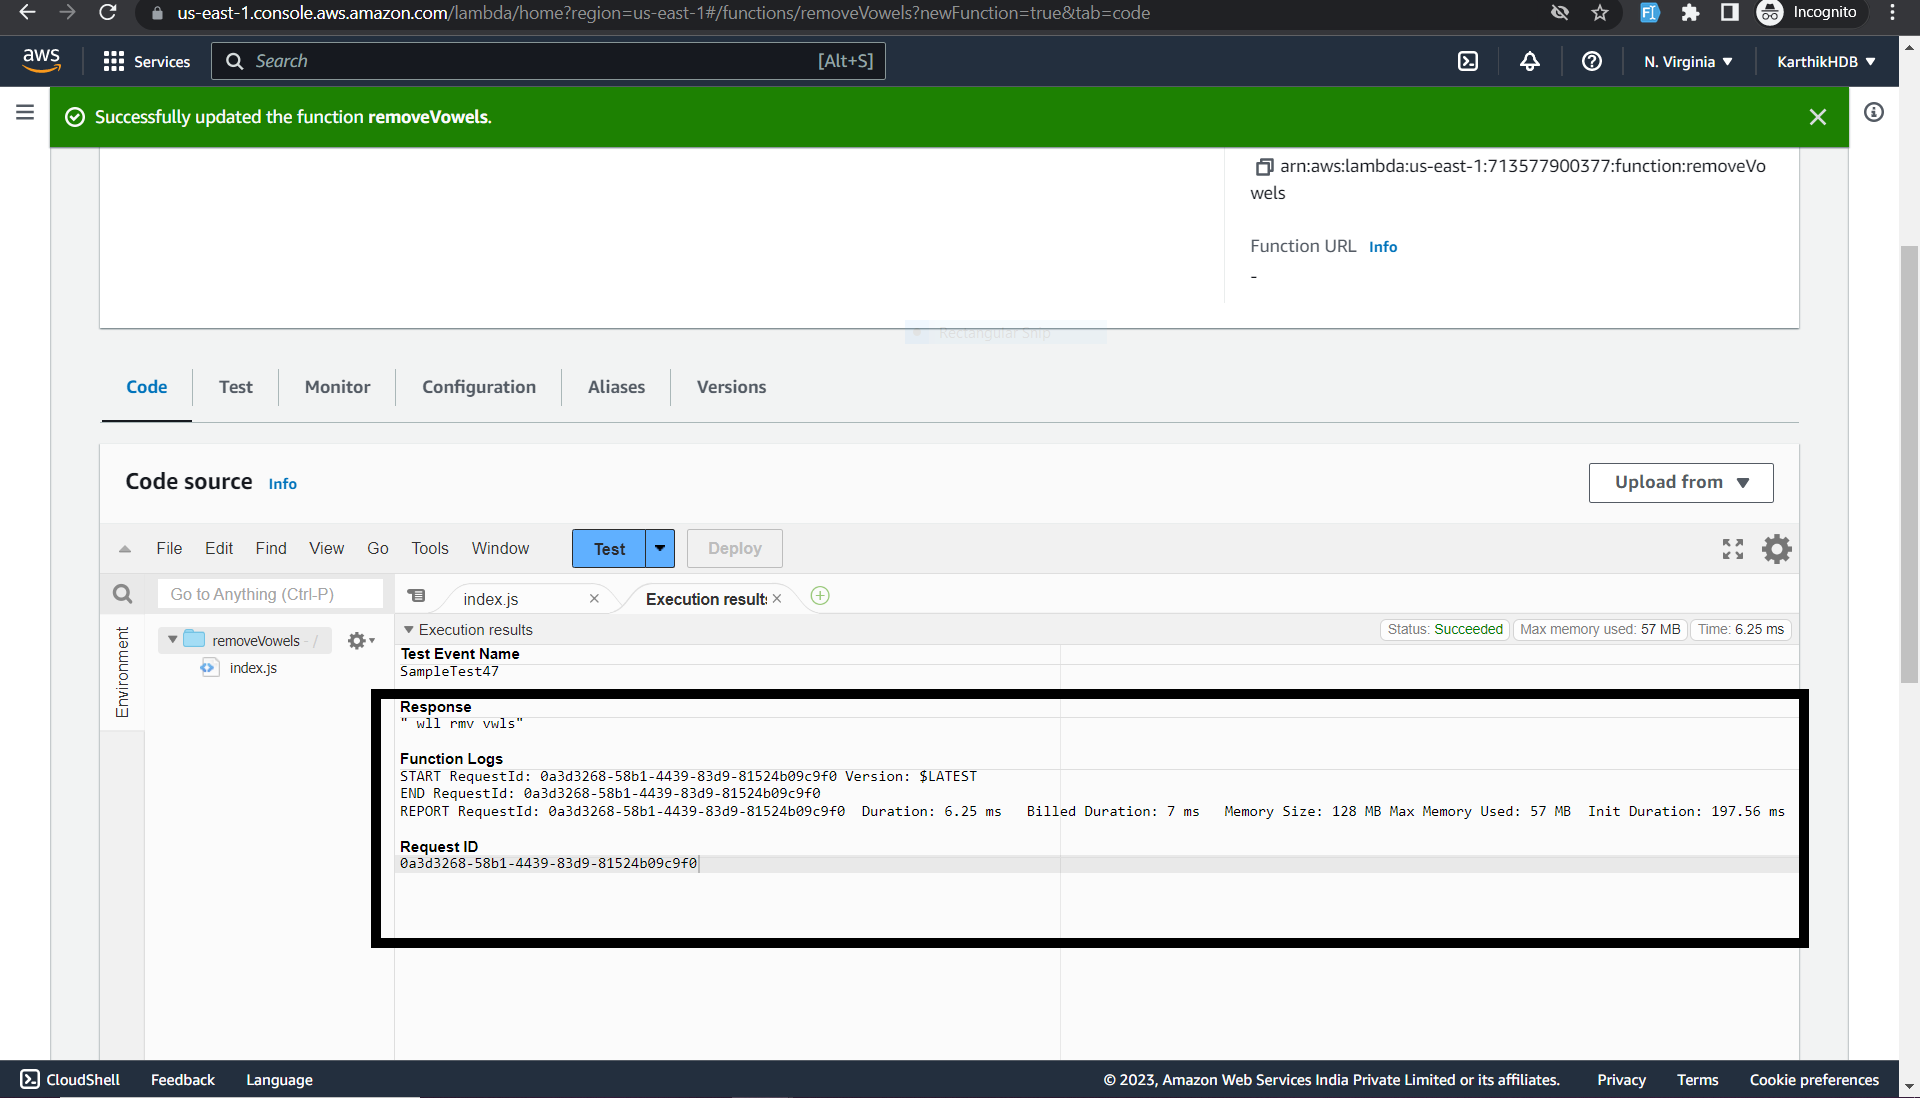 us-east-1.console.aws.amazon.com/lambda/home?region=us-east-1#/functions/removeVowels?newFunction=true&tab=code
Incognito
aws
Services
Search
[Alt+S]
N. Virginia
KarthikHDB
Successfully updated the function removeVowels.
arn:aws:lambda:us-east-1:713577900377:function:removeVo
wels
Function URL Info
-
Rectangular Snip
Code
Test
Monitor
Configuration
Aliases
Versions
Code source Info
Upload from
File Edit Find View Go Tools Window
Test
Deploy
Go to Anything (Ctrl-P)
index.js
Execution results
Environment
removeVowels - /
index.js
Execution results
Status: Succeeded
Max memory used: 57 MB
Time: 6.25 ms
Test Event Name
SampleTest47
Response
" wll rmv vwls"
Function Logs
START RequestId: 0a3d3268-58b1-4439-83d9-81524b09c9f0 Version: $LATEST
END RequestId: 0a3d3268-58b1-4439-83d9-81524b09c9f0
REPORT RequestId: 0a3d3268-58b1-4439-83d9-81524b09c9f0 Duration: 6.25 ms Billed Duration: 7 ms Memory Size: 128 MB Max Memory Used: 57 MB Init Duration: 197.56 ms
Request ID
0a3d3268-58b1-4439-83d9-81524b09c9f0
CloudShell
Feedback
Language
© 2023, Amazon Web Services India Private Limited or its affiliates.
Privacy
Terms
Cookie preferences